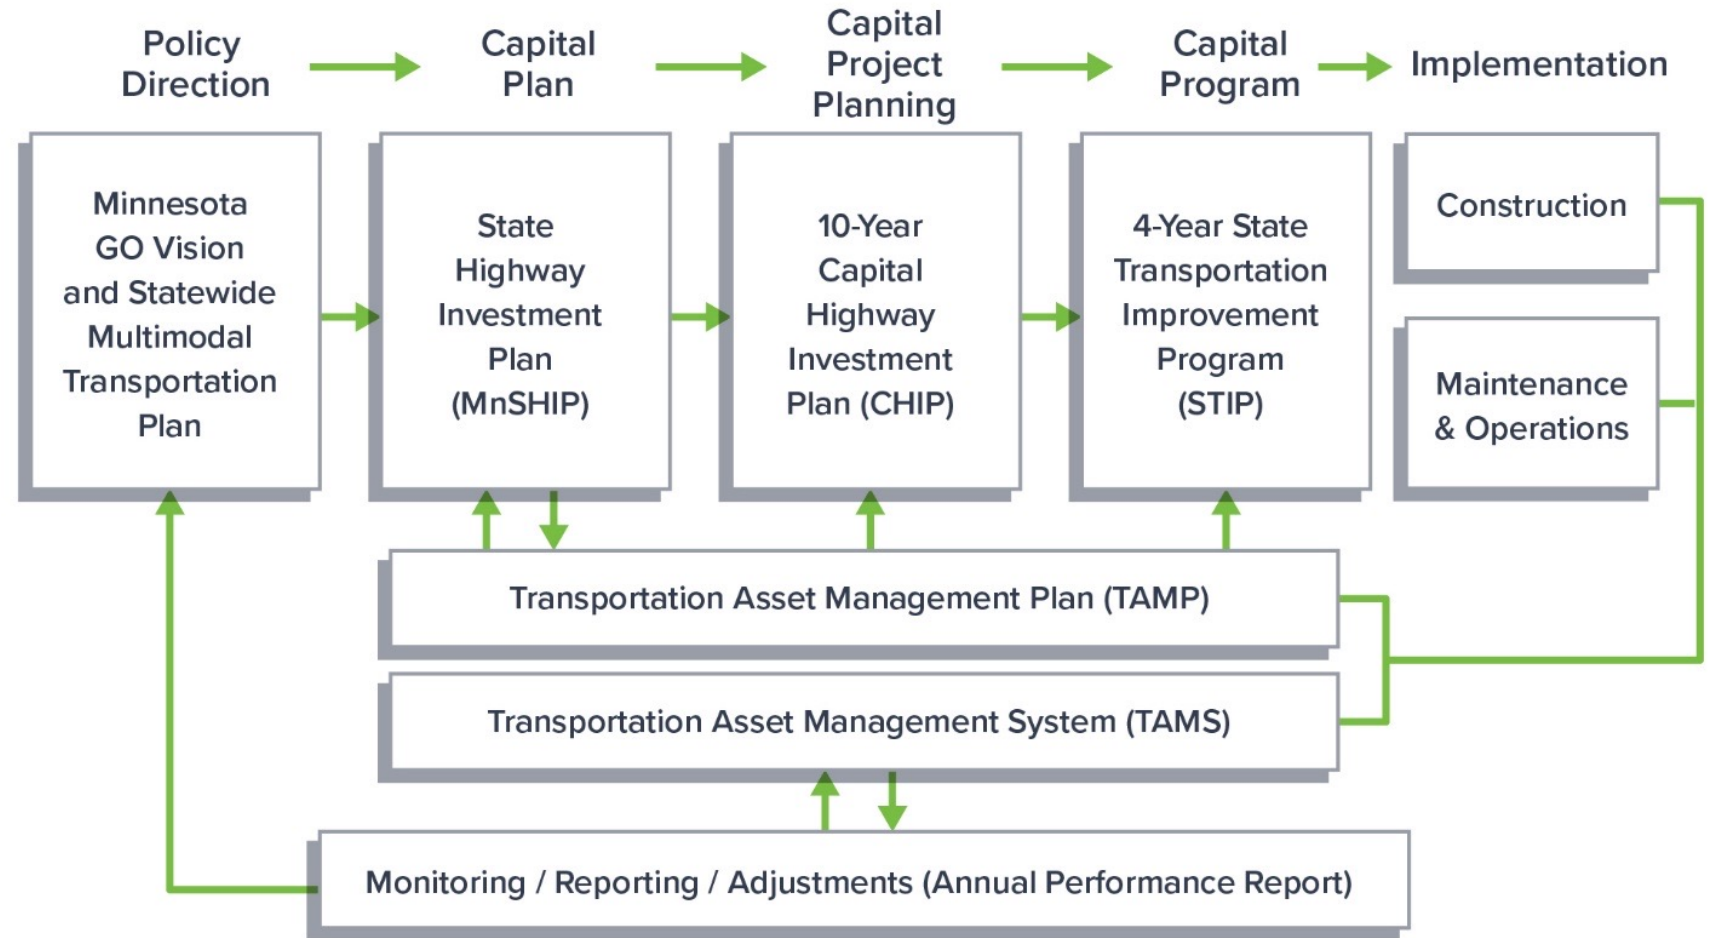 Policy
Direction
Capital
Plan
Capital
Project
Planning
Capital
Program
Implementation
Minnesota
GO Vision
and Statewide
Multimodal
Transportation
Plan
State
Highway
Investment
Plan
(MnSHIP)
10-Year
Capital
Highway
Investment
Plan (CHIP)
4-Year State
Transportation
Improvement
Program
(STIP)
Construction
Maintenance
& Operations
Transportation Asset Management Plan (TAMP)
Transportation Asset Management System (TAMS)
Monitoring / Reporting / Adjustments (Annual Performance Report)